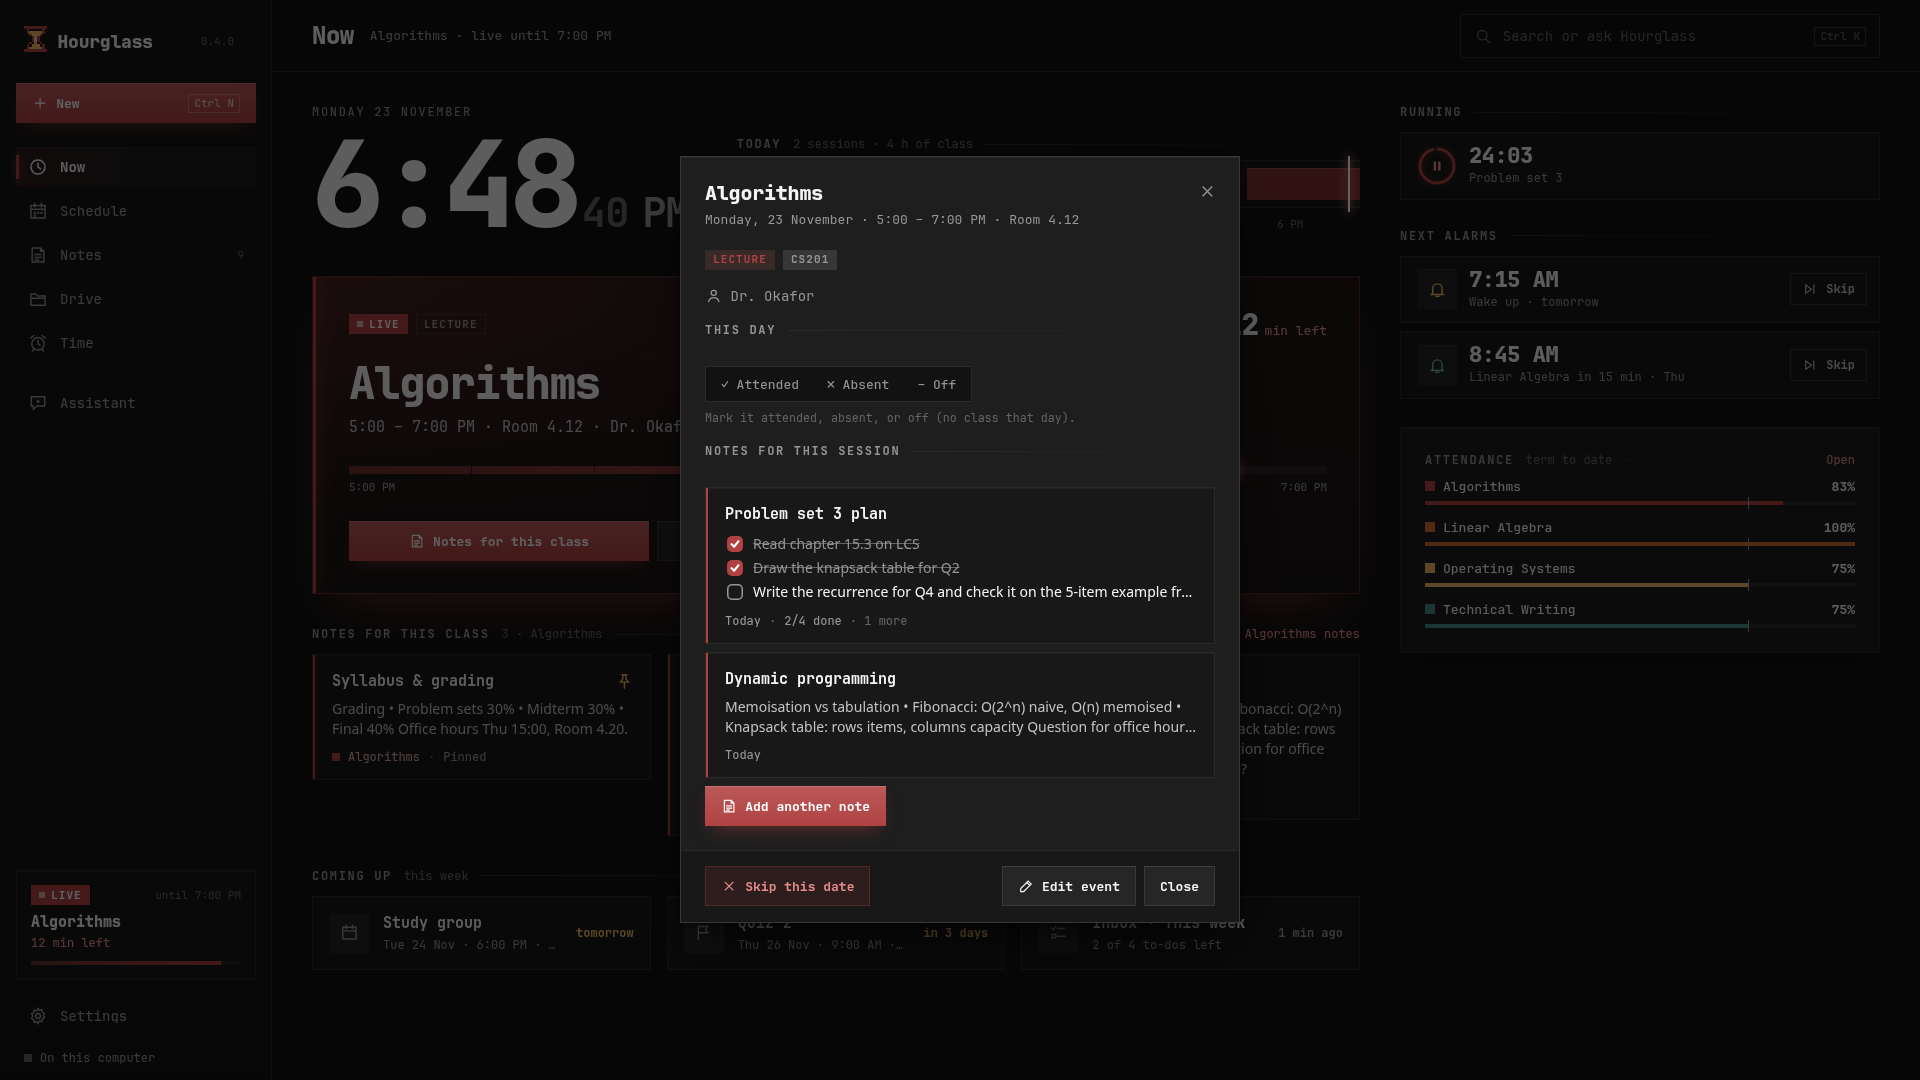 Hourglass
0.4.0
New
Ctrl N
Now
Schedule
Notes
9
Drive
Time
Assistant
LIVE
until 7:00 PM
Algorithms
12 min left
Settings
On this computer
Now
Algorithms · live until 7:00 PM
Search or ask Hourglass
Ctrl K
MONDAY 23 NOVEMBER
6:48
40 PM
TODAY
2 sessions · 4 h of class
6 PM
LIVE
LECTURE
min left
Algorithms
5:00 – 7:00 PM · Room 4.12 · Dr.
5:00 PM
7:00 PM
Notes for this class
NOTES FOR THIS CLASS
3 · Algorithms
Algorithms notes
Syllabus & grading
Grading • Problem sets 30% • Midterm 30% •
Final 40% Office hours Thu 15:00, Room 4.20.
Algorithms · Pinned
O(2^n)
table: rows
for office
?
COMING UP
this week
Study group
Tue 24 Nov · 6:00 PM · …
tomorrow
Quiz 2
Thu 26 Nov · 9:00 AM ·…
in 3 days
Inbox · This week
2 of 4 to-dos left
1 min ago
Algorithms
Monday, 23 November · 5:00 – 7:00 PM · Room 4.12
LECTURE
CS201
Dr. Okafor
THIS DAY
Attended
Absent
– Off
Mark it attended, absent, or off (no class that day).
NOTES FOR THIS SESSION
Problem set 3 plan
Read chapter 15.3 on LCS
Draw the knapsack table for Q2
Write the recurrence for Q4 and check it on the 5-item example fr...
Today · 2/4 done · 1 more
Dynamic programming
Memoisation vs tabulation • Fibonacci: O(2^n) naive, O(n) memoised •
Knapsack table: rows items, columns capacity Question for office hour...
Today
Add another note
Skip this date
Edit event
Close
RUNNING
24:03
Problem set 3
NEXT ALARMS
7:15 AM
Wake up · tomorrow
Skip
8:45 AM
Linear Algebra in 15 min · Thu
Skip
ATTENDANCE
term to date
Open
Algorithms
83%
Linear Algebra
100%
Operating Systems
75%
Technical Writing
75%